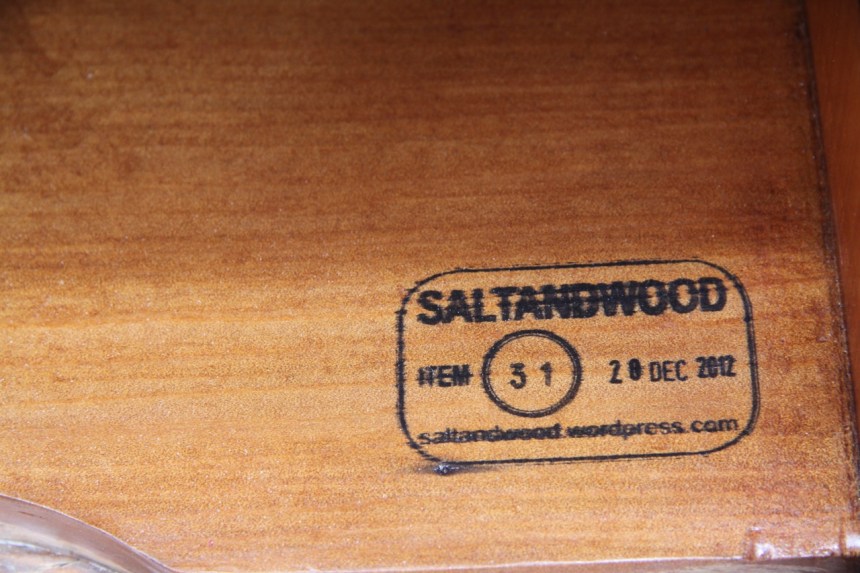 SALTANDWOOD
ITEM 31 20 DEC 2012
saltandwood.wordpress.com